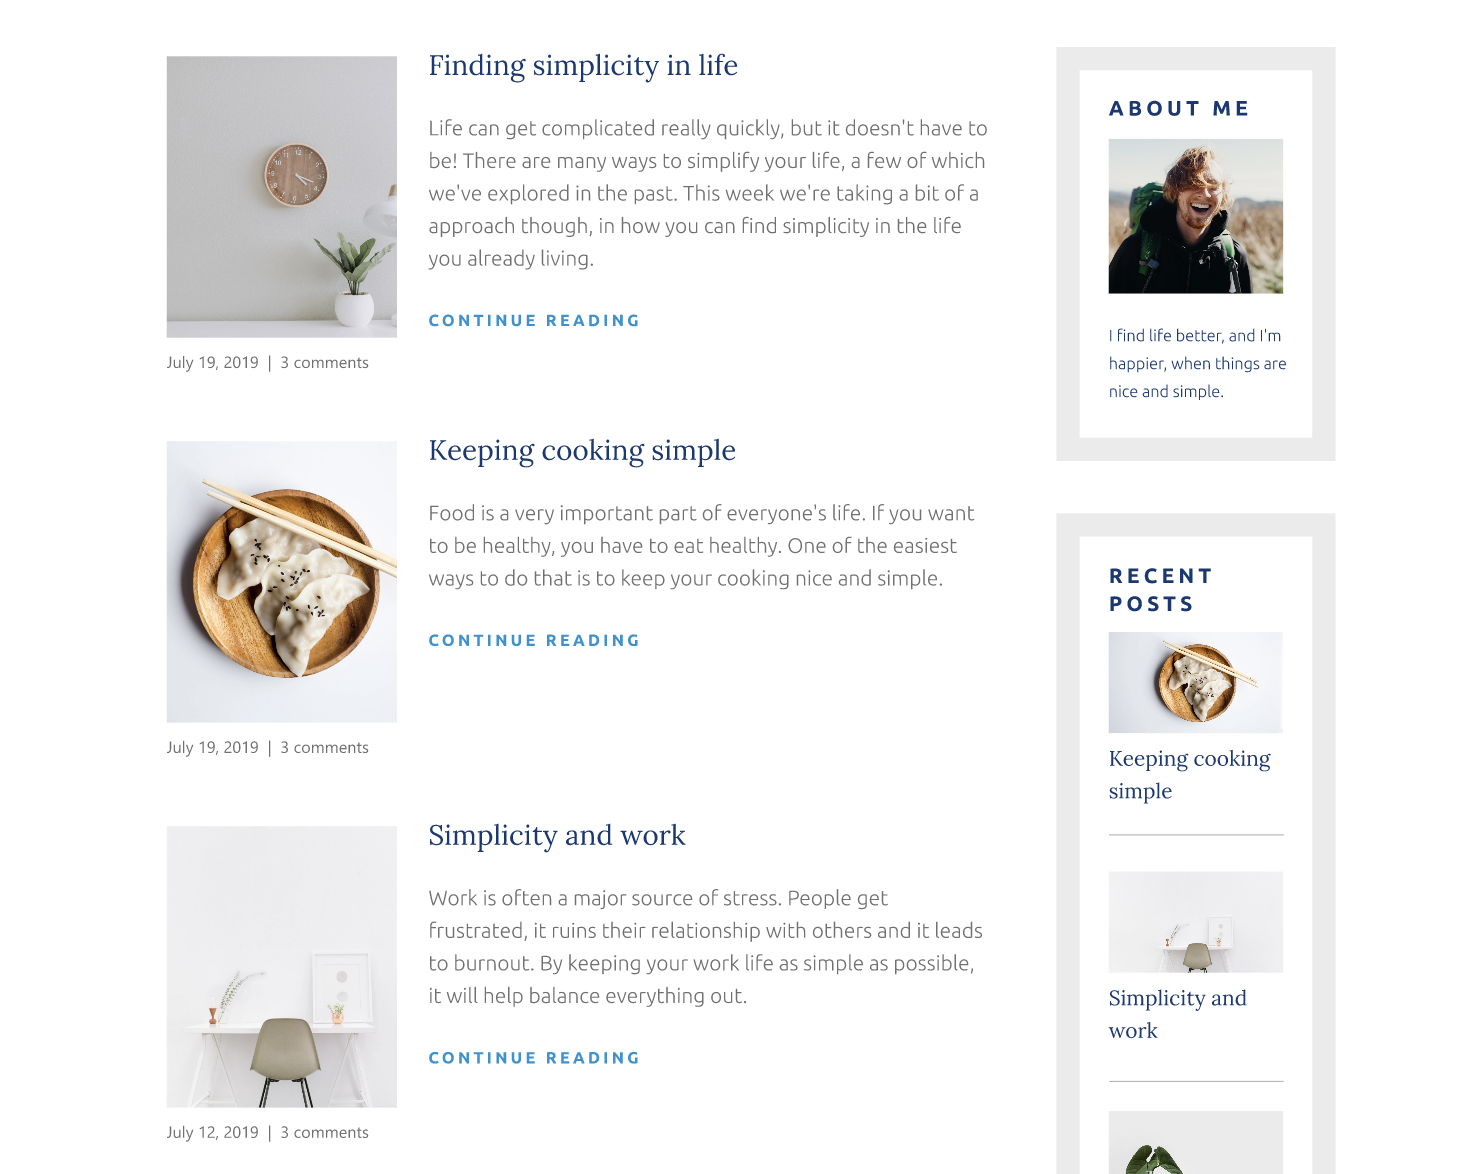 Finding simplicity in life
Life can get complicated really quickly, but it doesn't have to
be! There are many ways to simplify your life, a few of which
we've explored in the past. This week we're taking a bit of a
approach though, in how you can find simplicity in the life
you already living.
CONTINUE READING
July 19, 2019 | 3 comments
Keeping cooking simple
Food is a very important part of everyone's life. If you want
to be healthy, you have to eat healthy. One of the easiest
ways to do that is to keep your cooking nice and simple.
CONTINUE READING
July 19, 2019 | 3 comments
Simplicity and work
Work is often a major source of stress. People get
frustrated, it ruins their relationship with others and it leads
to burnout. By keeping your work life as simple as possible,
it will help balance everything out.
CONTINUE READING
July 12, 2019 | 3 comments
ABOUT ME
I find life better, and I'm
happier, when things are
nice and simple.
RECENT
POSTS
Keeping cooking
simple
Simplicity and
work